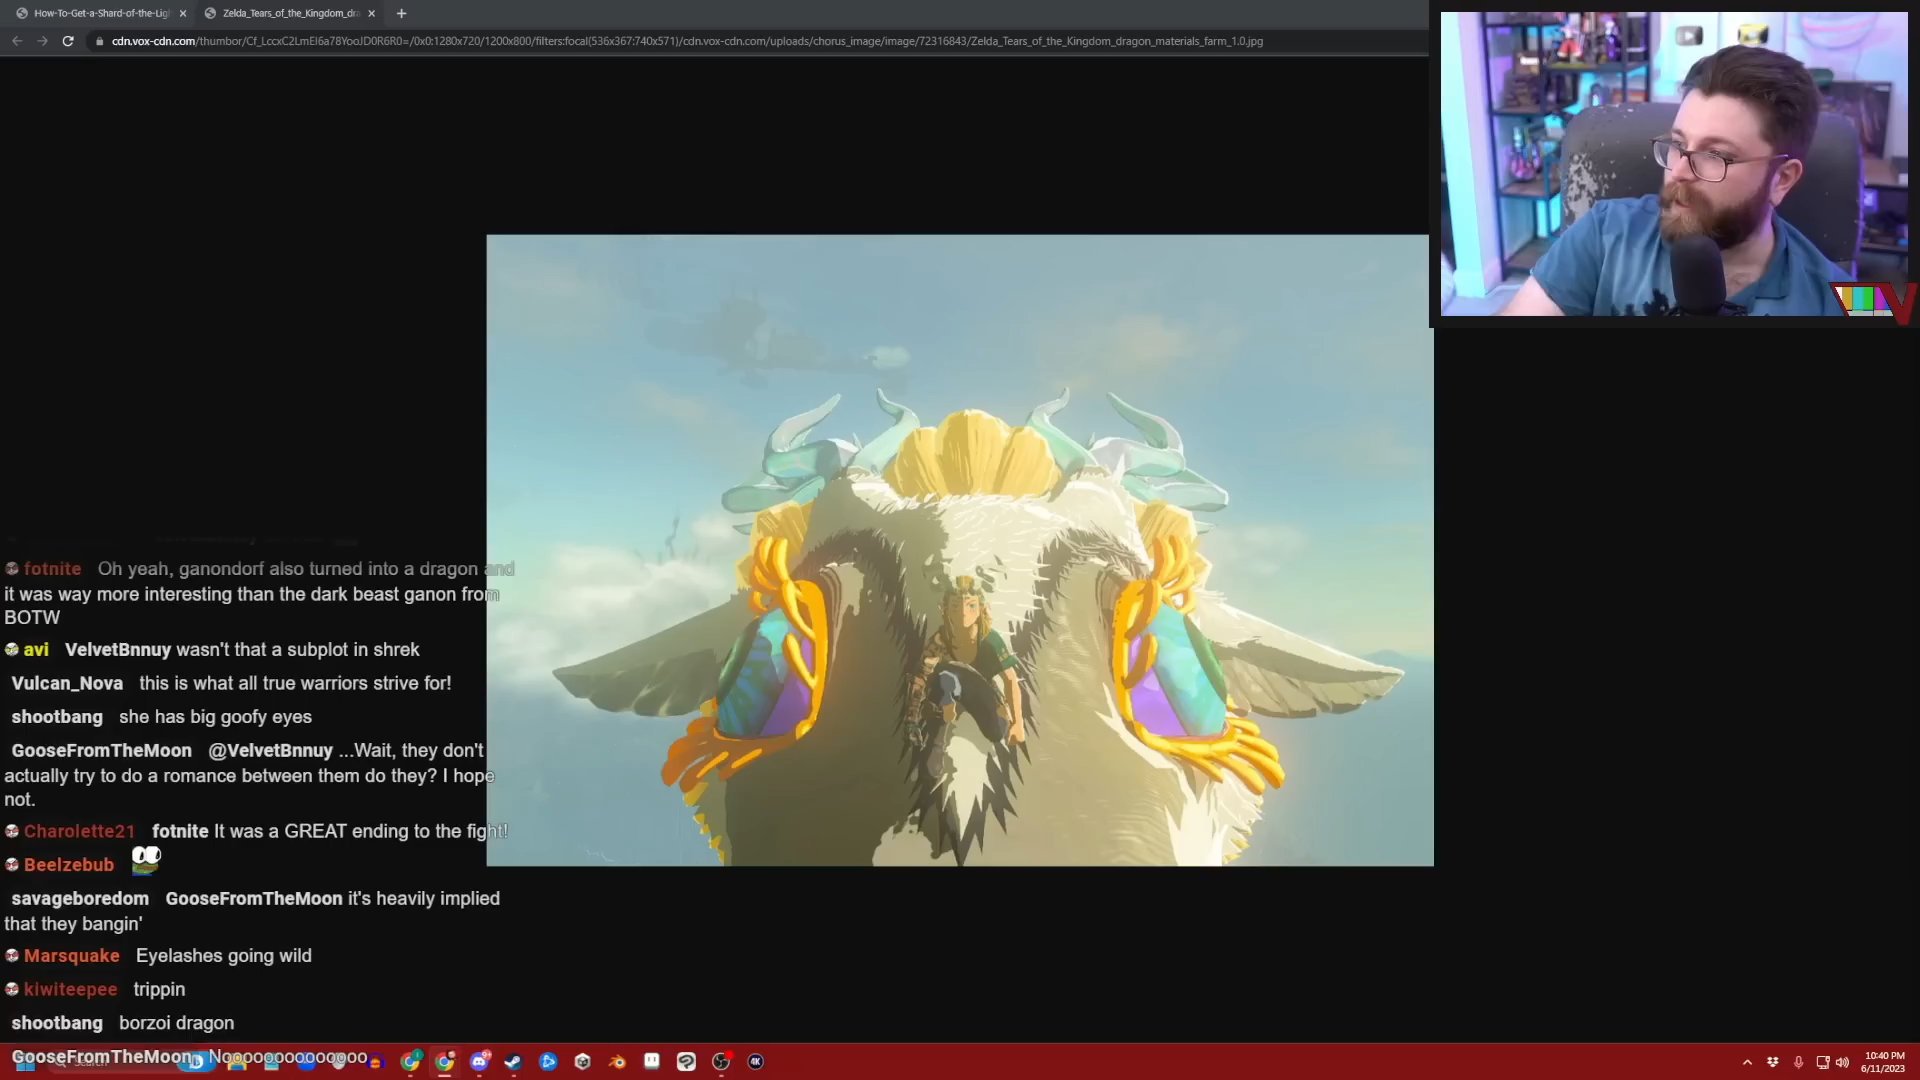 How-To-Get-a-Shard-of-the-Ligh
Zelda_Tears_of_the_Kingdom_dra
cdn.vox-cdn.com/thumbor/Cf_LccxC2LmEl6a78YooJD0R6R0=/0x0:1280x720/1200x800/filters:focal(536x367:740x571)/cdn.vox-cdn.com/uploads/chorus_image/image/72316843/Zelda_Tears_of_the_Kingdom_dragon_materials_farm_1.0.jpg
fotnite Oh yeah, ganondorf also turned into a dragon and
it was way more interesting than the dark beast ganon from
BOTW
avi VelvetBnnuy wasn't that a subplot in shrek
Vulcan_Nova this is what all true warriors strive for!
shootbang she has big goofy eyes
GooseFromTheMoon @VelvetBnnuy ...Wait, they don't
actually try to do a romance between them do they? I hope
not.
Charolette21 fotnite It was a GREAT ending to the fight!
Beelzebub
savageboredom GooseFromTheMoon it's heavily implied
that they bangin'
Marsquake Eyelashes going wild
kiwiteepee trippin
shootbang borzoi dragon
GooseFromTheMoon Noooooooooooooo
Search
4K
10:40 PM
6/11/2023